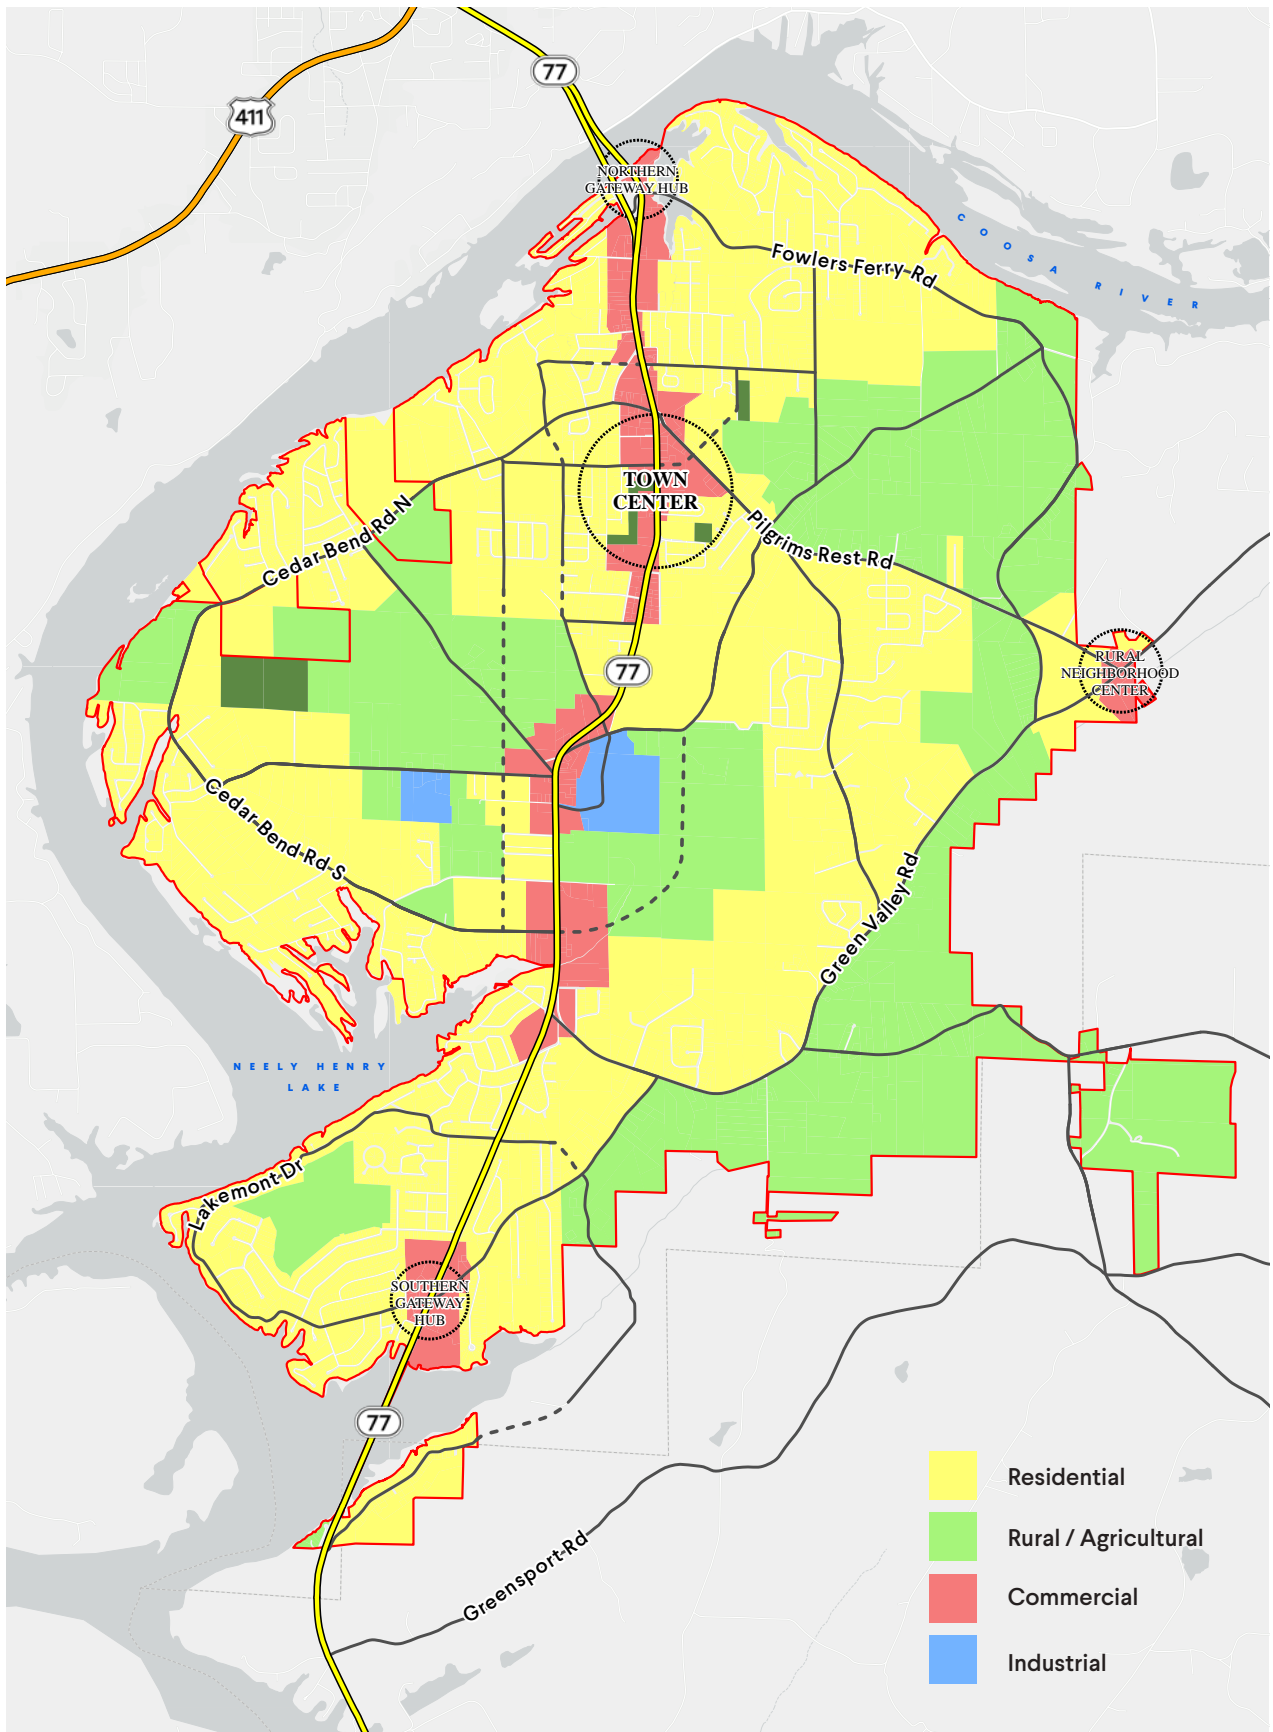 77
411
NORTHERN
GATEWAY HUB
COOSA RIVER
Fowlers Ferry Rd
TOWN
CENTER
Cedar Bend Rd N
Pilgrims Rest Rd
RURAL
NEIGHBORHOOD
CENTER
77
Cedar Bend Rd S
Green Valley Rd
NEELY HENRY
LAKE
Lakemont Dr
SOUTHERN
GATEWAY
HUB
77
Greensport Rd
Residential
Rural / Agricultural
Commercial
Industrial